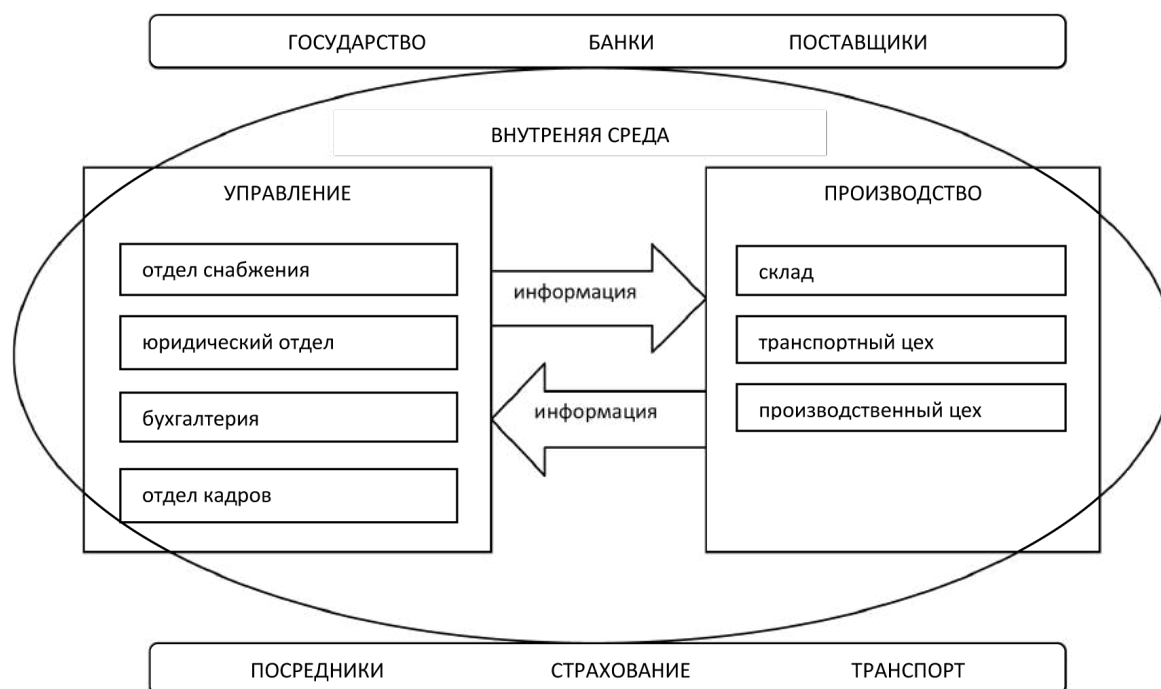 ГОСУДАРСТВО БАНКИ ПОСТАВЩИКИ
ВНУТРЕНЯЯ СРЕДА
УПРАВЛЕНИЕ
отдел снабжения
юридический отдел
бухгалтерия
отдел кадров
информация
информация
ПРОИЗВОДСТВО
склад
транспортный цех
производственный цех
ПОСРЕДНИКИ СТРАХОВАНИЕ ТРАНСПОРТ